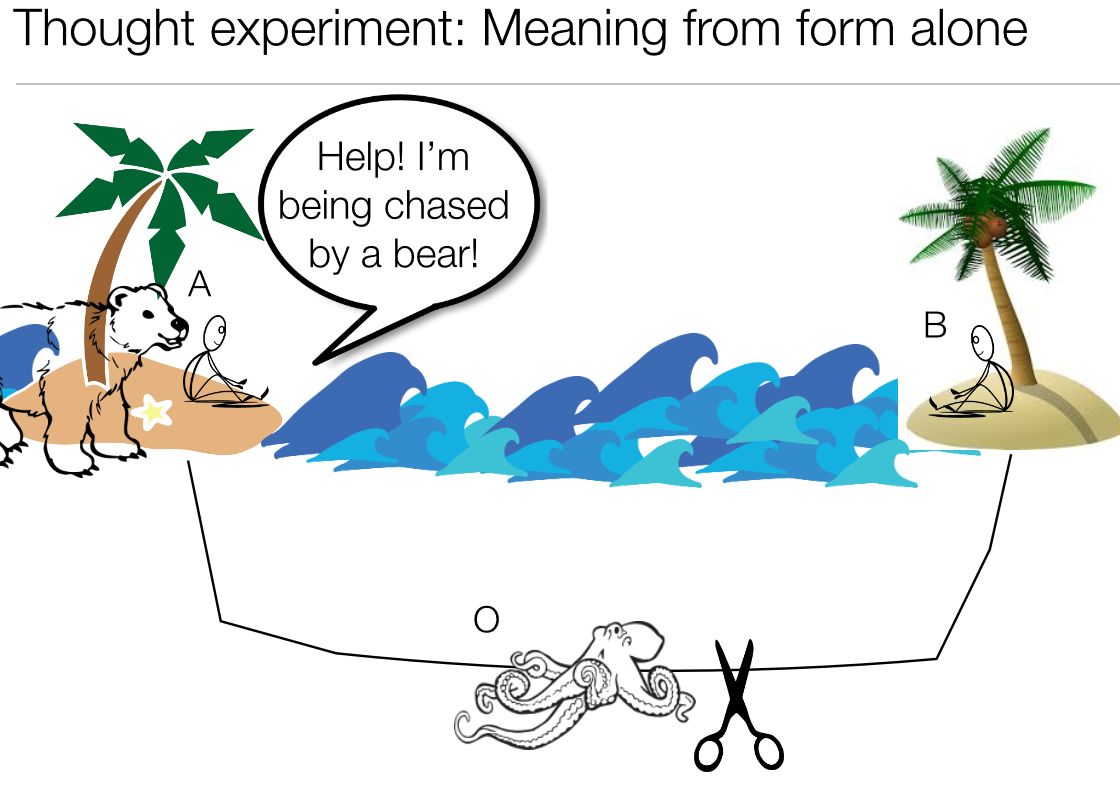 Thought experiment: Meaning from form alone
Help! I’m
being chased
by a bear!
A
B
O